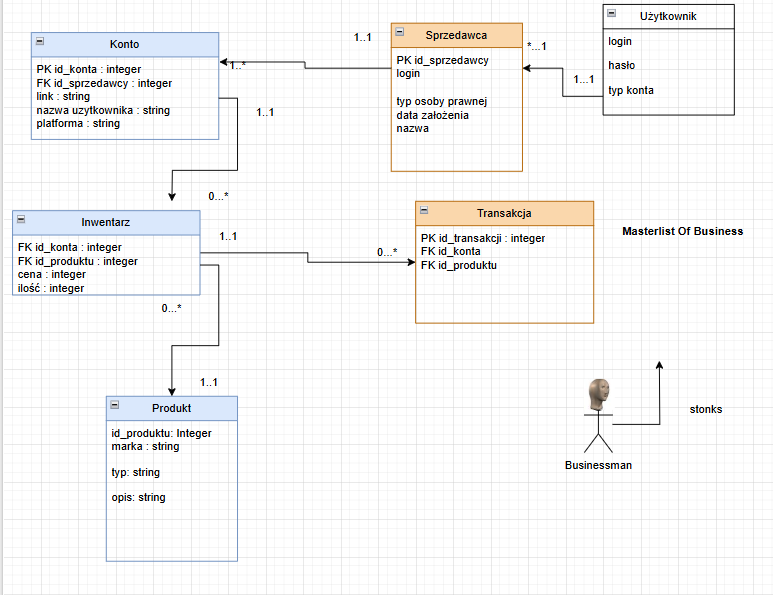 Konto
PK id_konta : integer
FK id_sprzedawcy : integer
link : string
nazwa uzytkownika : string
platforma : string
1..*
1..1
Sprzedawca
PK id_sprzedawcy
login
typ osoby prawnej
data założenia
nazwa
*...1
1...1
Użytkownik
login
hasło
typ konta
1..1
0...*
Inwentarz
FK id_konta : integer
FK id_produktu : integer
cena : integer
ilość : integer
1..1
0...*
Transakcja
PK id_transakcji : integer
FK id_konta
FK id_produktu
Masterlist Of Business
0...*
1..1
Produkt
id_produktu: Integer
marka : string
typ: string
opis: string
stonks
Businessman